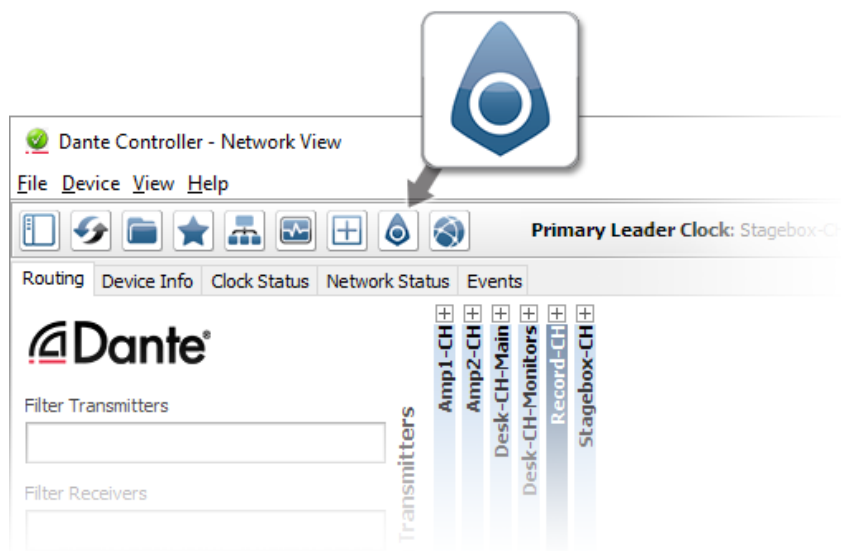 Dante Controller - Network View
File Device View Help
Primary Leader Clock: Stagebox-C
Routing Device Info Clock Status Network Status Events
Dante®
Filter Transmitters
Filter Receivers
Transmitters
Amp1-CH
Amp2-CH
Desk-CH-Main
Desk-CH-Monitors
Record-CH
Stagebox-CH